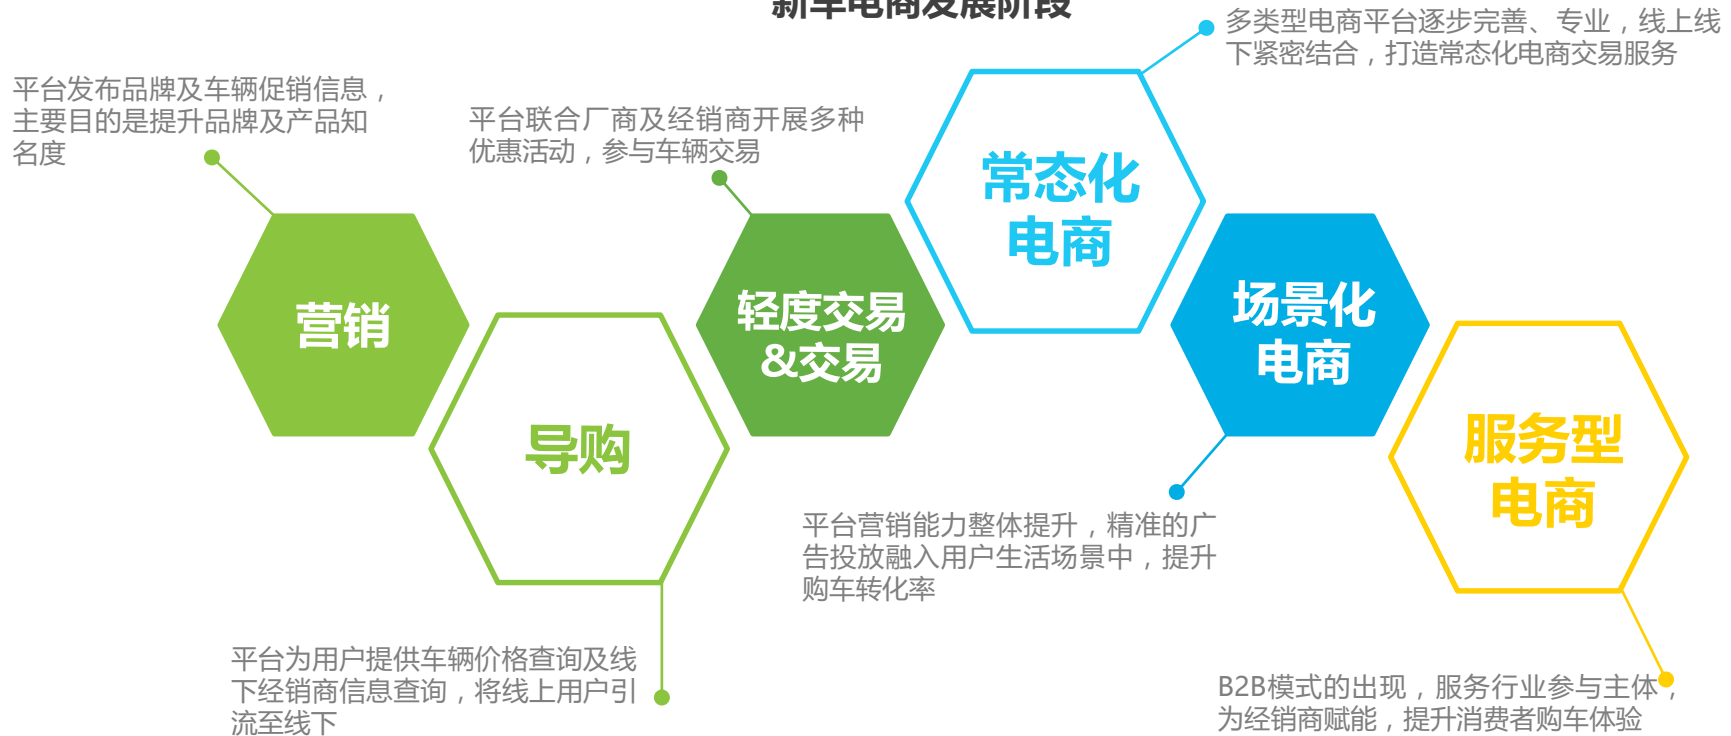 新车电商发展阶段
平台发布品牌及车辆促销信息，
主要目的是提升品牌及产品知
名度
营销
平台为用户提供车辆价格查询及线
下经销商信息查询，将线上用户引
流至线下
导购
平台联合厂商及经销商开展多种
优惠活动，参与车辆交易
轻度交易
&交易
多类型电商平台逐步完善、专业，线上线
下紧密结合，打造常态化电商交易服务
常态化
电商
场景化
电商
平台营销能力整体提升，精准的广
告投放融入用户生活场景中，提升
购车转化率
服务型
电商
B2B模式的出现，服务行业参与主体，
为经销商赋能，提升消费者购车体验